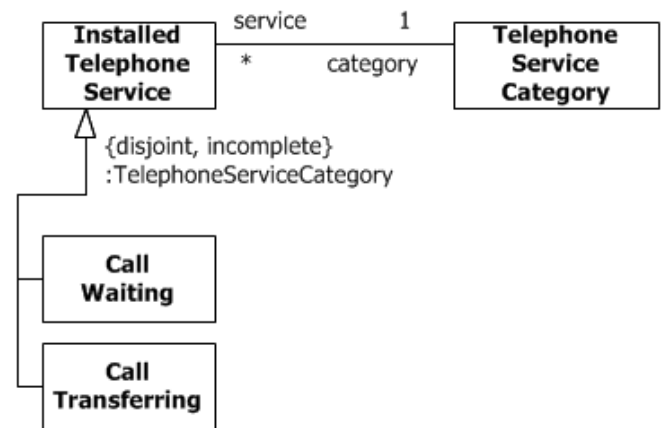 Installed
Telephone
Service
service 1
* category
Telephone
Service
Category
{disjoint, incomplete}
:TelephoneServiceCategory
Call
Waiting
Call
Transferring